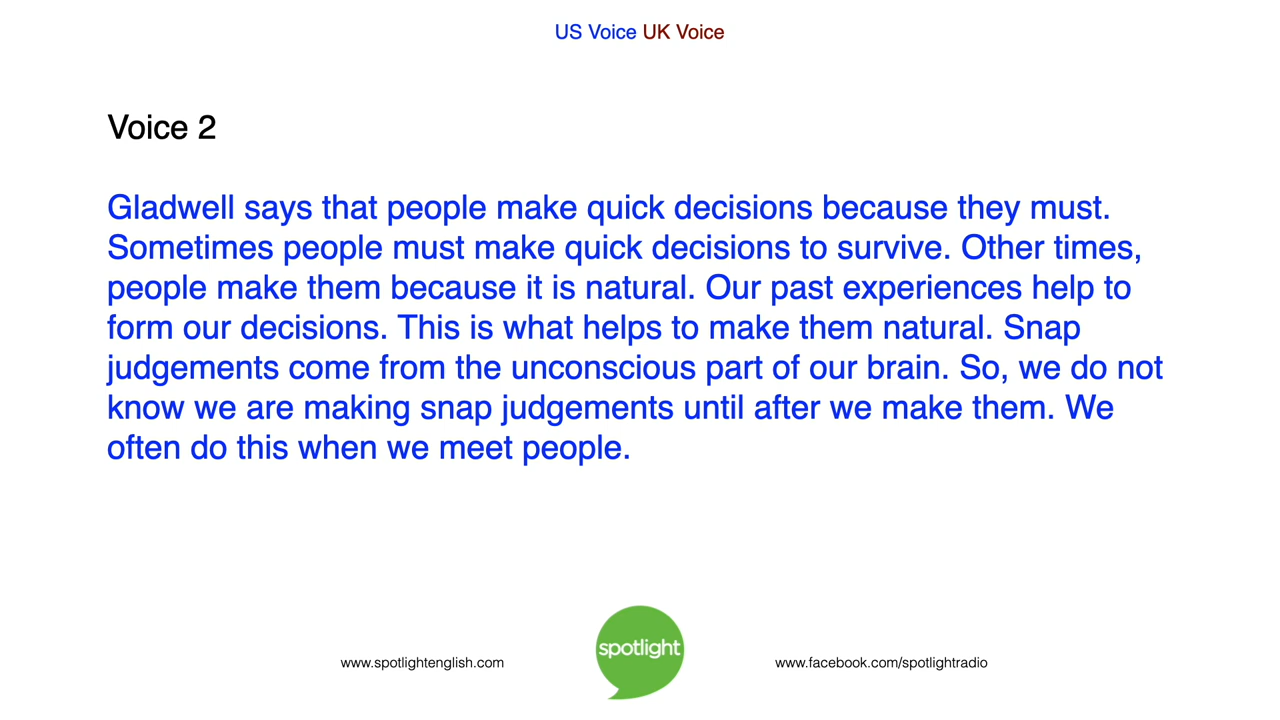 US Voice UK Voice
Voice 2
Gladwell says that people make quick decisions because they must.
Sometimes people must make quick decisions to survive. Other times,
people make them because it is natural. Our past experiences help to
form our decisions. This is what helps to make them natural. Snap
judgements come from the unconscious part of our brain. So, we do not
know we are making snap judgements until after we make them. We
often do this when we meet people.
www.spotlightenglish.com
spotlight
www.facebook.com/spotlightradio